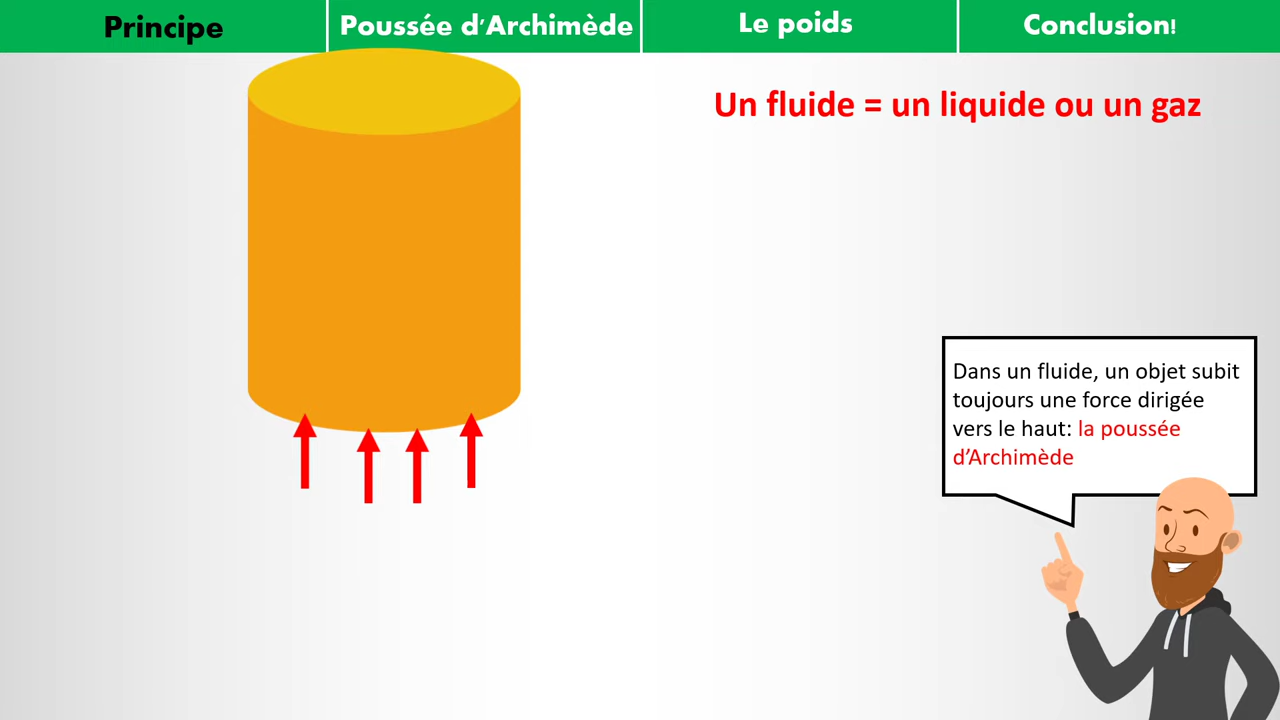 Principe
Poussée d'Archimède
Le poids
Conclusion!
Un fluide = un liquide ou un gaz
Dans un fluide, un objet subit
toujours une force dirigée
vers le haut: la poussée
d’Archimède